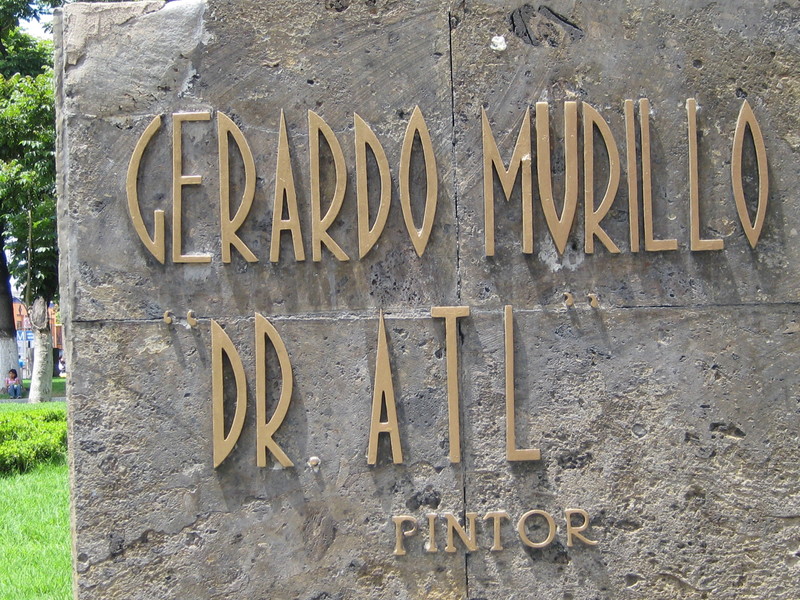 GERARDO MURILLO
"DR. ATL"
PINTOR